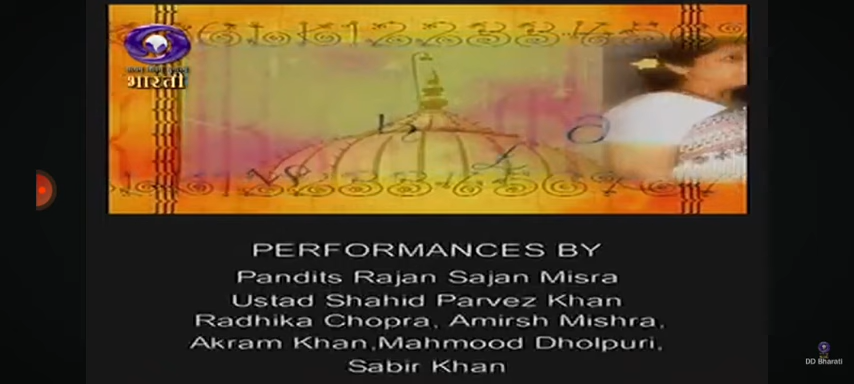 भारती
PERFORMANCES BY
Pandits Rajan Sajan Misra
Ustad Shahid Parvez Khan
Radhika Chopra, Amirsh Mishra,
Akram Khan,Mahmood Dholpuri,
Sabir Khan
DD Bharati